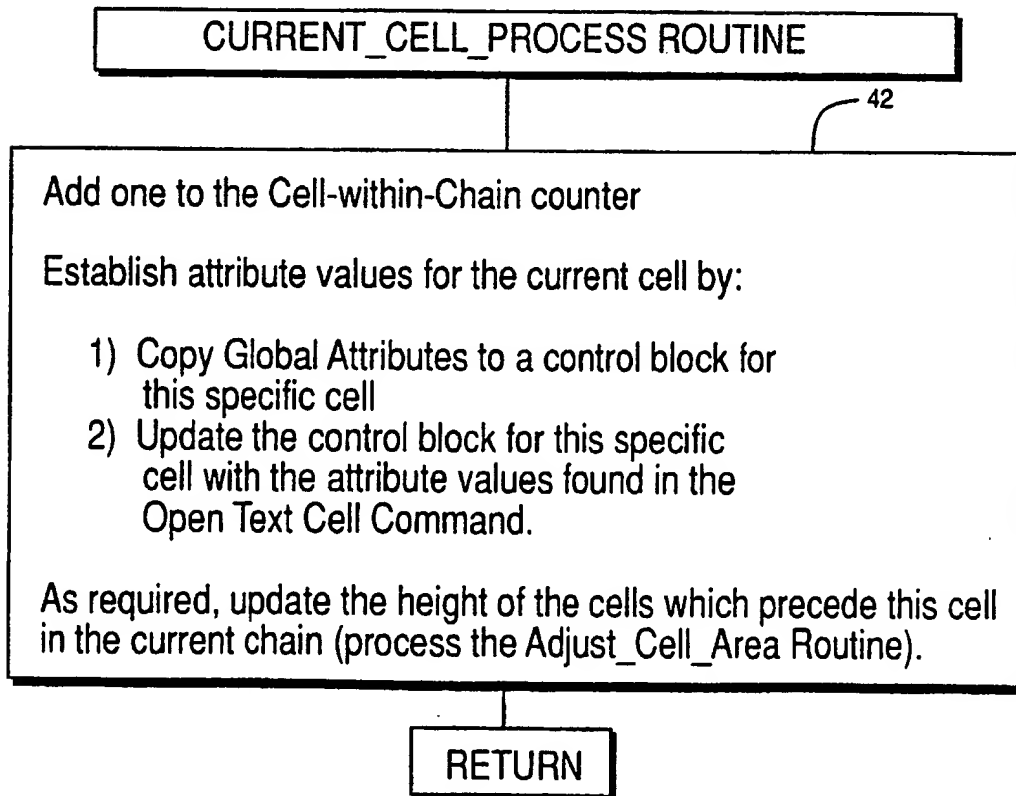 CURRENT_CELL_PROCESS ROUTINE
42
Add one to the Cell-within-Chain counter
Establish attribute values for the current cell by:
1) Copy Global Attributes to a control block for
this specific cell
2) Update the control block for this specific
cell with the attribute values found in the
Open Text Cell Command.
As required, update the height of the cells which precede this cell
in the current chain (process the Adjust_Cell_Area Routine).
RETURN